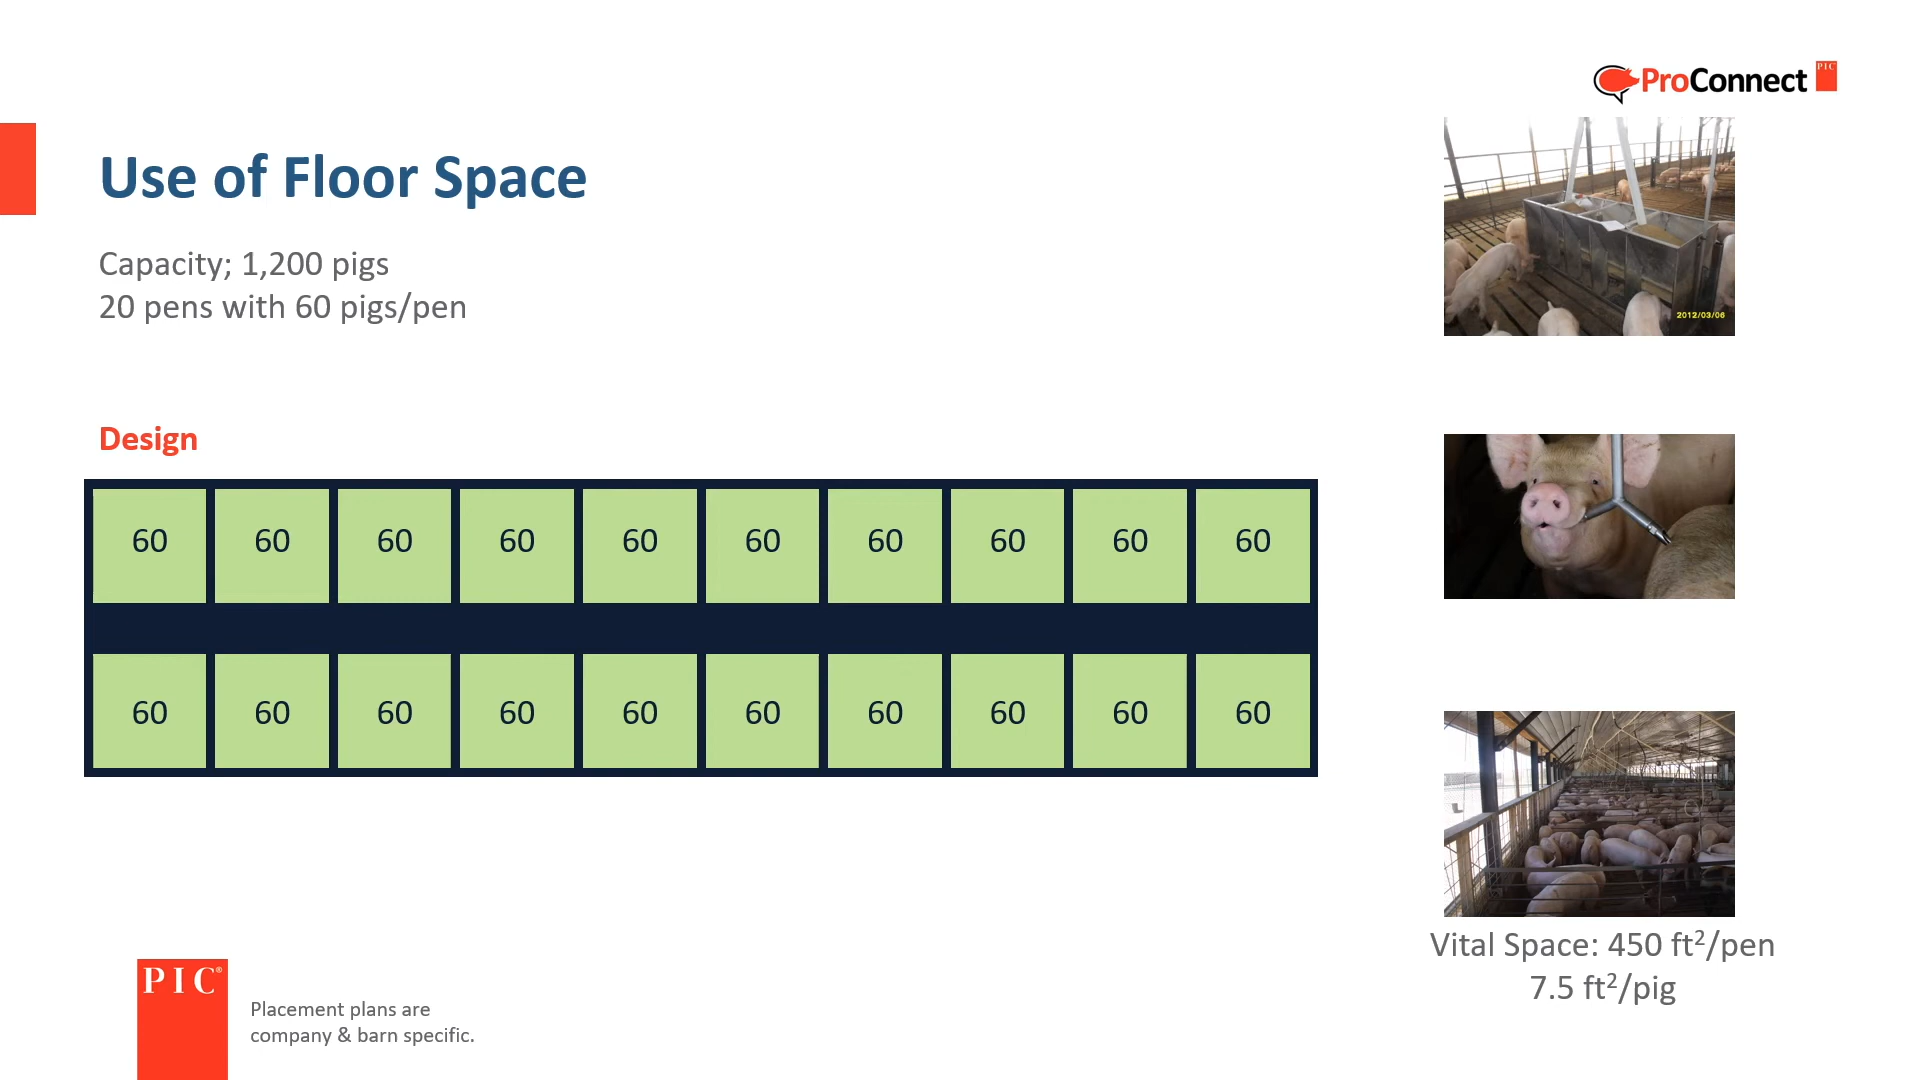 ProConnect PIC
2012/03/06
Use of Floor Space
Capacity; 1,200 pigs
20 pens with 60 pigs/pen
Design
60 60 60 60 60 60 60 60 60 60
60 60 60 60 60 60 60 60 60 60
Vital Space: 450 ft²/pen
7.5 ft²/pig
PIC®
Placement plans are
company & barn specific.